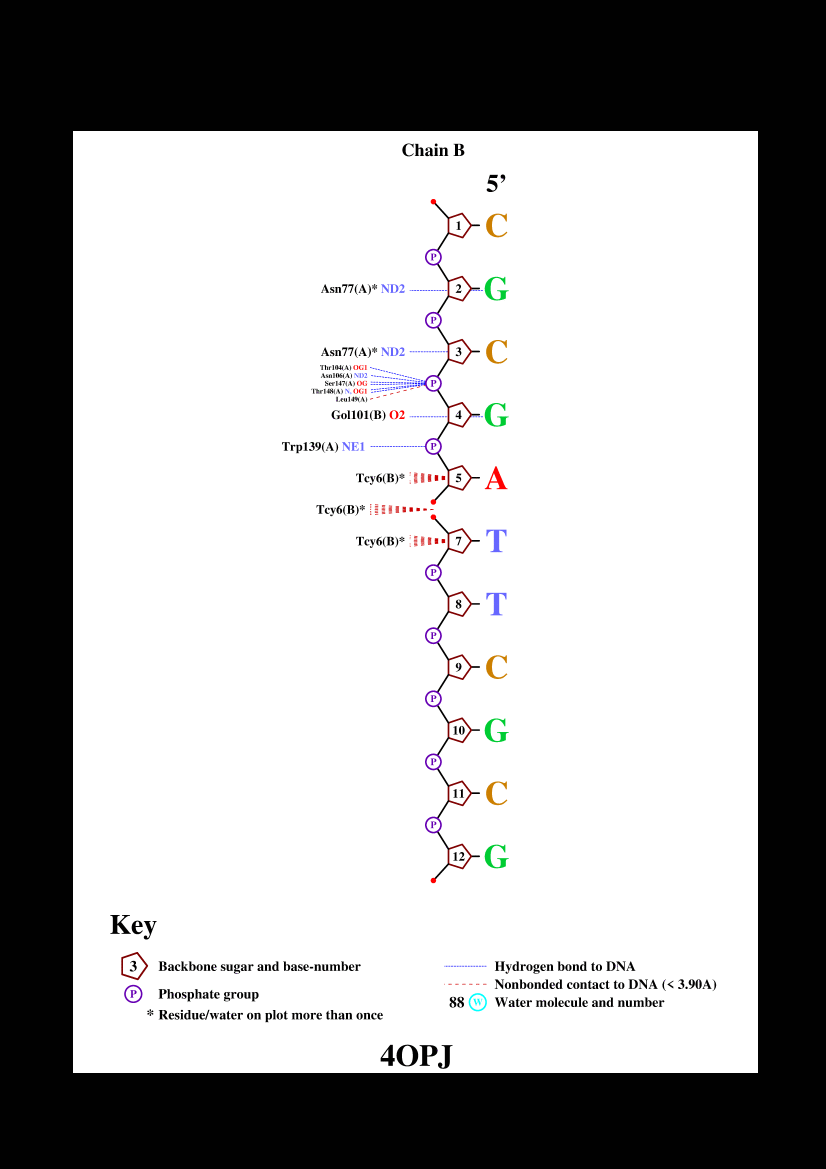 Chain B
5’
1 C
P
Asn77(A)* ND2 2 G
P
Asn77(A)* ND2 3 C
Thr104(A) OG1
Asn106(A) ND2
Ser147(A) OG P
Thr148(A) N, OG1
Leu149(A)
Gol101(B) O2 4 G
Trp139(A) NE1 P
Tcy6(B)* 5 A
Tcy6(B)*
Tcy6(B)* 7 T
P
8 T
P
9 C
P
10 G
P
11 C
P
12 G
Key
3 Backbone sugar and base-number
P Phosphate group
* Residue/water on plot more than once
Hydrogen bond to DNA
Nonbonded contact to DNA (< 3.90A)
88 W Water molecule and number
4OPJ